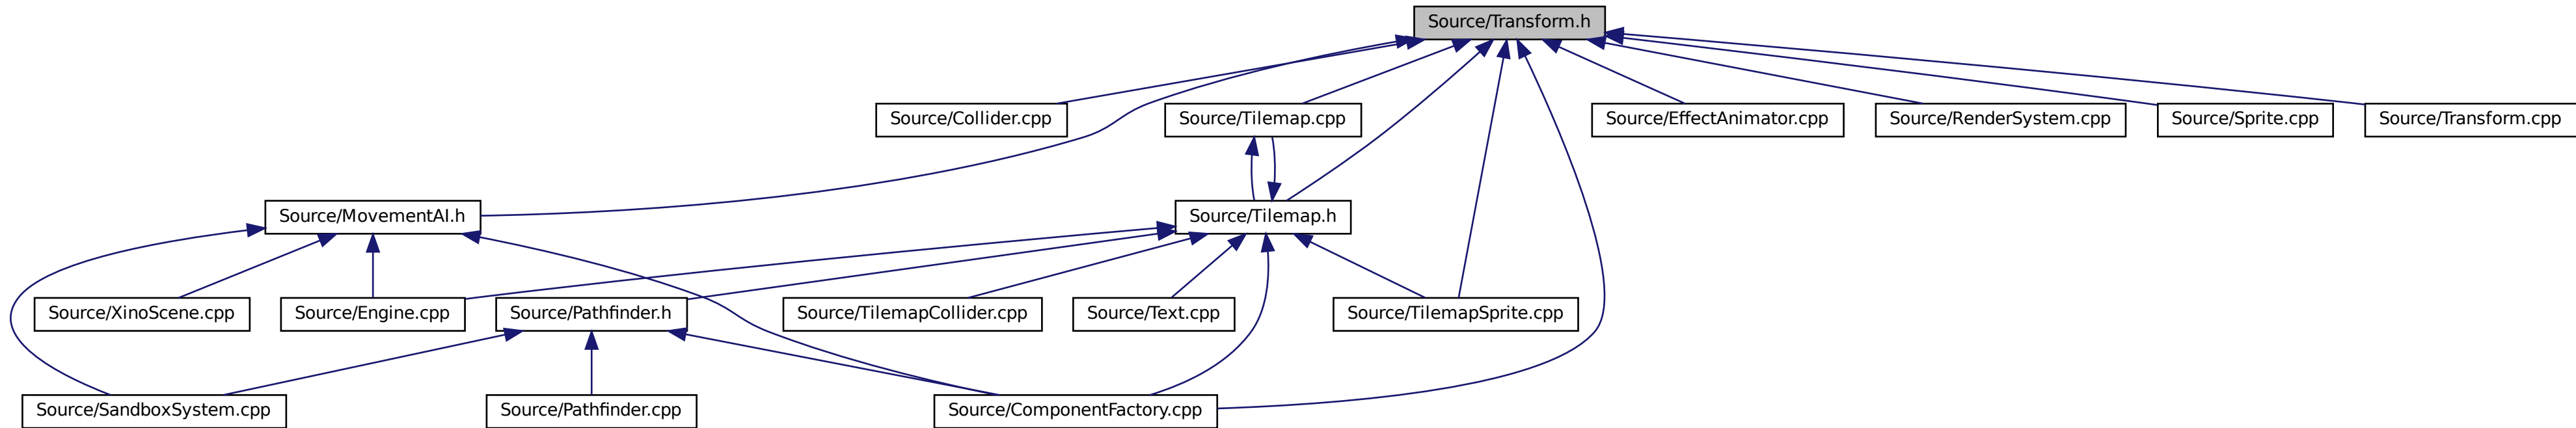 Source/Transform.h
Source/Collider.cpp
Source/Tilemap.cpp
Source/EffectAnimator.cpp
Source/RenderSystem.cpp
Source/Sprite.cpp
Source/Transform.cpp
Source/MovementAI.h
Source/Tilemap.h
Source/XinoScene.cpp
Source/Engine.cpp
Source/Pathfinder.h
Source/TilemapCollider.cpp
Source/Text.cpp
Source/TilemapSprite.cpp
Source/SandboxSystem.cpp
Source/Pathfinder.cpp
Source/ComponentFactory.cpp